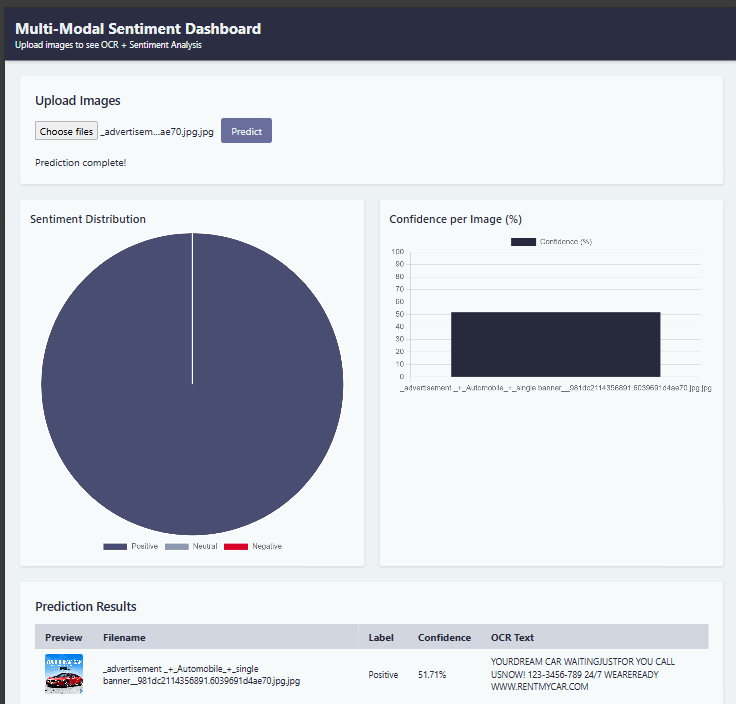 Multi-Modal Sentiment Dashboard
Upload images to see OCR + Sentiment Analysis
Upload Images
Choose files _advertisem...ae70.jpg.jpg Predict
Prediction complete!
Sentiment Distribution
Positive Neutral Negative
Confidence per Image (%)
Confidence (%)
100
90
80
70
60
50
40
30
20
10
0
_advertisement _+_Automobile_+_single banner__981dc2114356891.6039691d4ae70.jpg.jpg
Prediction Results
Preview Filename Label Confidence OCR Text
_advertisement _+_Automobile_+_single
banner__981dc2114356891.6039691d4ae70.jpg.jpg
Positive
51.71%
YOURDREAM CAR WAITINGJUSTFOR YOU CALL
USNOW! 123-3456-789 24/7 WEAREREADY
WWW.RENTMYCAR.COM